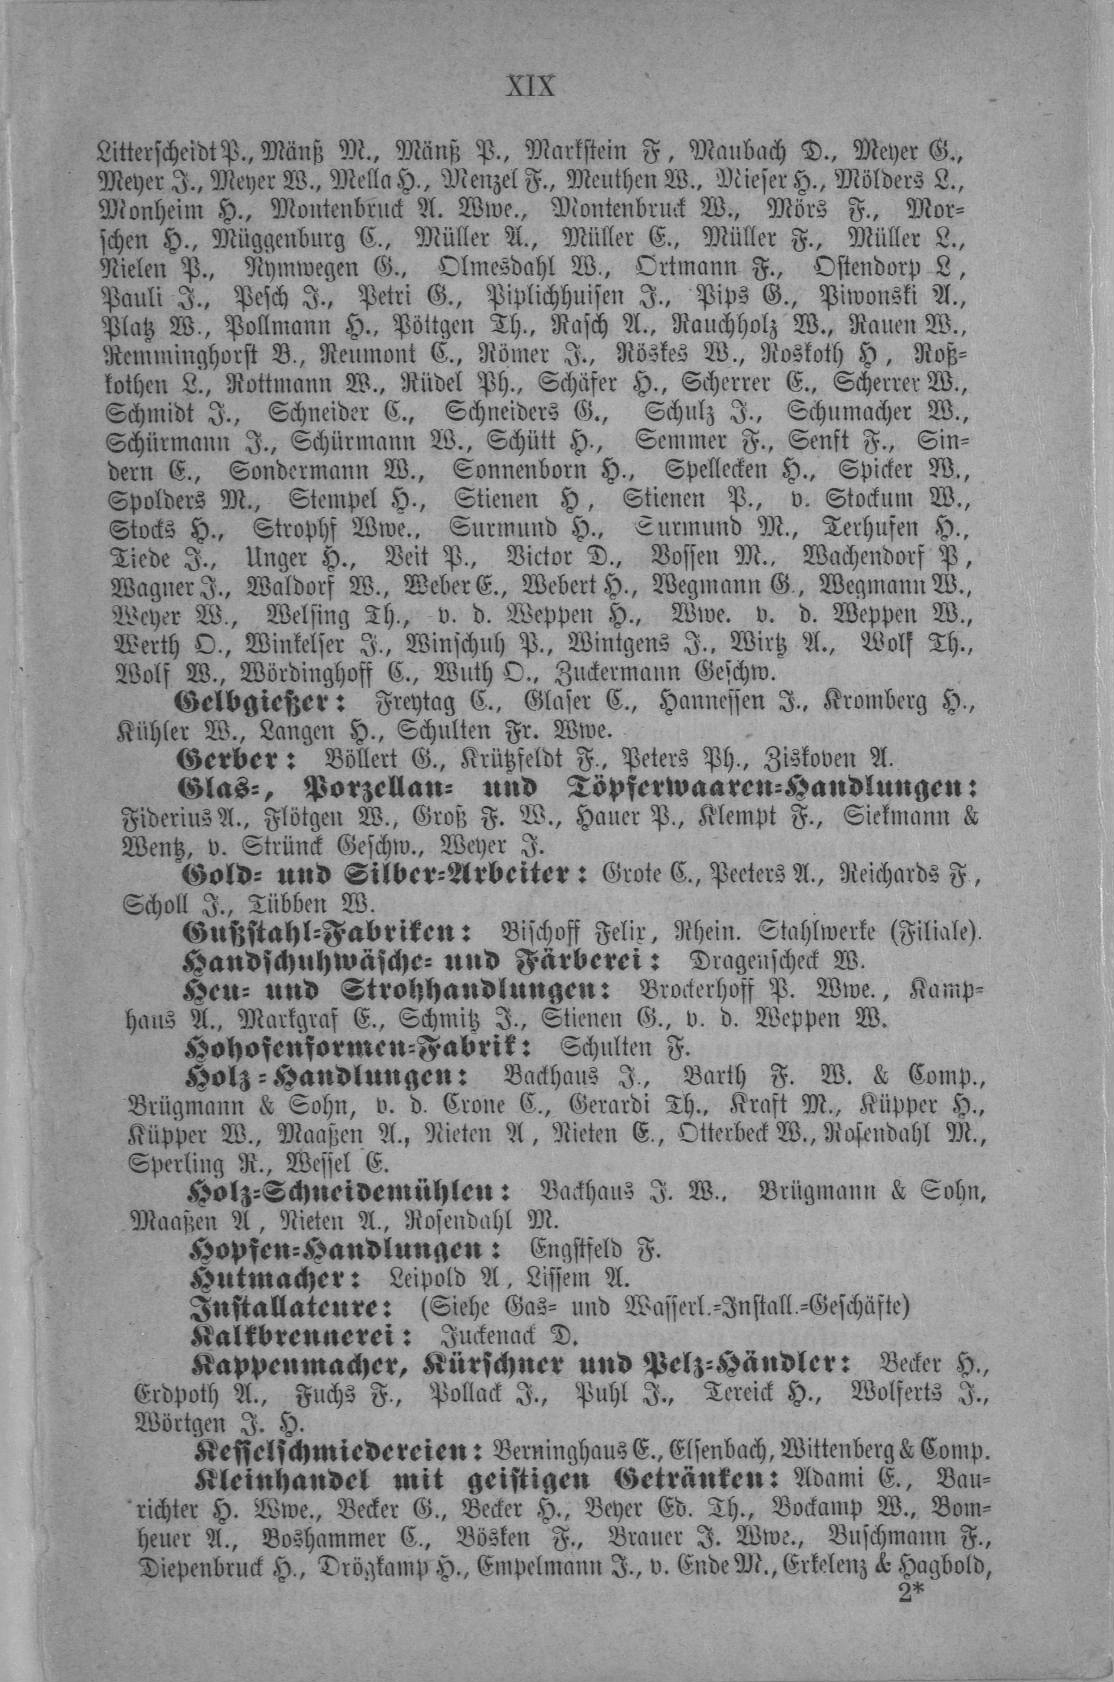 XIX
Litterscheidt P., Mänß M., Mänß P., Markstein F, Maubach D., Meyer G.,
Meyer J., Meyer W., Mella H., Menzel F., Meuthen W., Mieser H., Mölders L.,
Monheim H., Montenbruck A. Wwe., Montenbruck W., Mörs F., Mor-
schen H., Müggenburg C., Müller A., Müller E., Müller F., Müller L.,
Nielen P., Nymwegen G., Olmesdahl W., Ortmann F., Ostendorp L,
Pauli J., Pesch J., Petri G., Piplichhuisen J., Pips G., Piwonski A.,
Platz W., Pollmann H., Pöttgen Th., Rasch A., Rauchholz W., Rauen W.,
Remminghorst B., Reumont C., Römer J., Röskes W., Roskoth H, Roß-
kothen L., Rottmann W., Rüdel Ph., Schäfer H., Scherrer E., Scherrer W.,
Schmidt J., Schneider C., Schneiders G., Schulz J., Schumacher W.,
Schürmann J., Schürmann W., Schütt H., Semmer F., Senft F., Sin-
dern E., Sondermann W., Sonnenborn H., Spellecken H., Spicker W.,
Spolders M., Stempel H., Stienen H, Stienen P., v. Stockum W.,
Stocks H., Strophf Wwe., Surmund H., Surmund M., Terhufen H.,
Tiede J., Unger H., Veit P., Victor D., Vossen M., Wachendorf P,
Wagner J., Waldorf W., Weber E., Webert H., Wegmann G., Wegmann W.,
Weyer W., Welsing Th., v. d. Weppen H., Wwe. v. d. Weppen W.,
Werth O., Winkelser J., Winschuh P., Wintgens J., Wirtz A., Wolf Th.,
Wolf W., Wördinghoff C., Wuth O., Zuckermann Geschw.
Gelbgießer: Freytag C., Glaser C., Hannessen J., Kromberg H.,
Kühler W., Langen H., Schulten Fr. Wwe.
Gerber: Böllert G., Krützfeldt F., Peters Ph., Ziskoven A.
Glas-, Porzellan- und Töpferwaaren-Handlungen:
Fiderius A., Flötgen W., Groß F. W., Hauer P., Klempt F., Siekmann &
Wentz, v. Strünck Geschw., Weyer J.
Gold- und Silber-Arbeiter: Grote C., Peeters A., Reichards F,
Scholl J., Tübben W.
Gußstahl-Fabriken: Bischoff Felix, Rhein. Stahlwerke (Filiale).
Handschuhwäsche- und Färberei: Dragenscheck W.
Heu- und Strohhandlungen: Brockerhoff P. Wwe., Kamp-
haus A., Markgraf E., Schmitz J., Stienen G., v. d. Weppen W.
Hohofenformen-Fabrik: Schulten F.
Holz-Handlungen: Backhaus J., Barth F. W. & Comp.,
Brügmann & Sohn, v. d. Crone C., Gerardi Th., Kraft M., Küpper H.,
Küpper W., Maaßen A., Nieten A, Nieten E., Otterbeck W., Rosendahl M.,
Sperling R., Wessel E.
Holz-Schneidemühlen: Backhaus J. W., Brügmann & Sohn,
Maaßen A, Nieten A., Rosendahl M.
Hopfen-Handlungen: Engstfeld F.
Hutmacher: Leipold A, Lissem A.
Installateure: (Siehe Gas- und Wasserl.-Install.-Geschäfte)
Kalkbrennerei: Juckenack D.
Kappenmacher, Kürschner und Pelz-Händler: Becker H.,
Erdpoth A., Fuchs F., Pollack J., Puhl J., Tereick H., Wolferts J.,
Wörtgen J. H.
Kesselschmiedereien: Berninghaus E., Elsenbach, Wittenberg & Comp.
Kleinhandel mit geistigen Getränken: Adami E., Bau-
richter H. Wwe., Becker G., Becker H., Beyer Ed. Th., Bockamp W., Bom-
heuer A., Boshammer C., Bösken F., Brauer J. Wwe., Buschmann F.,
Diepenbruck H., Drögkamp H., Empelmann J., v. Ende M., Erkelenz & Hagbold,
2*